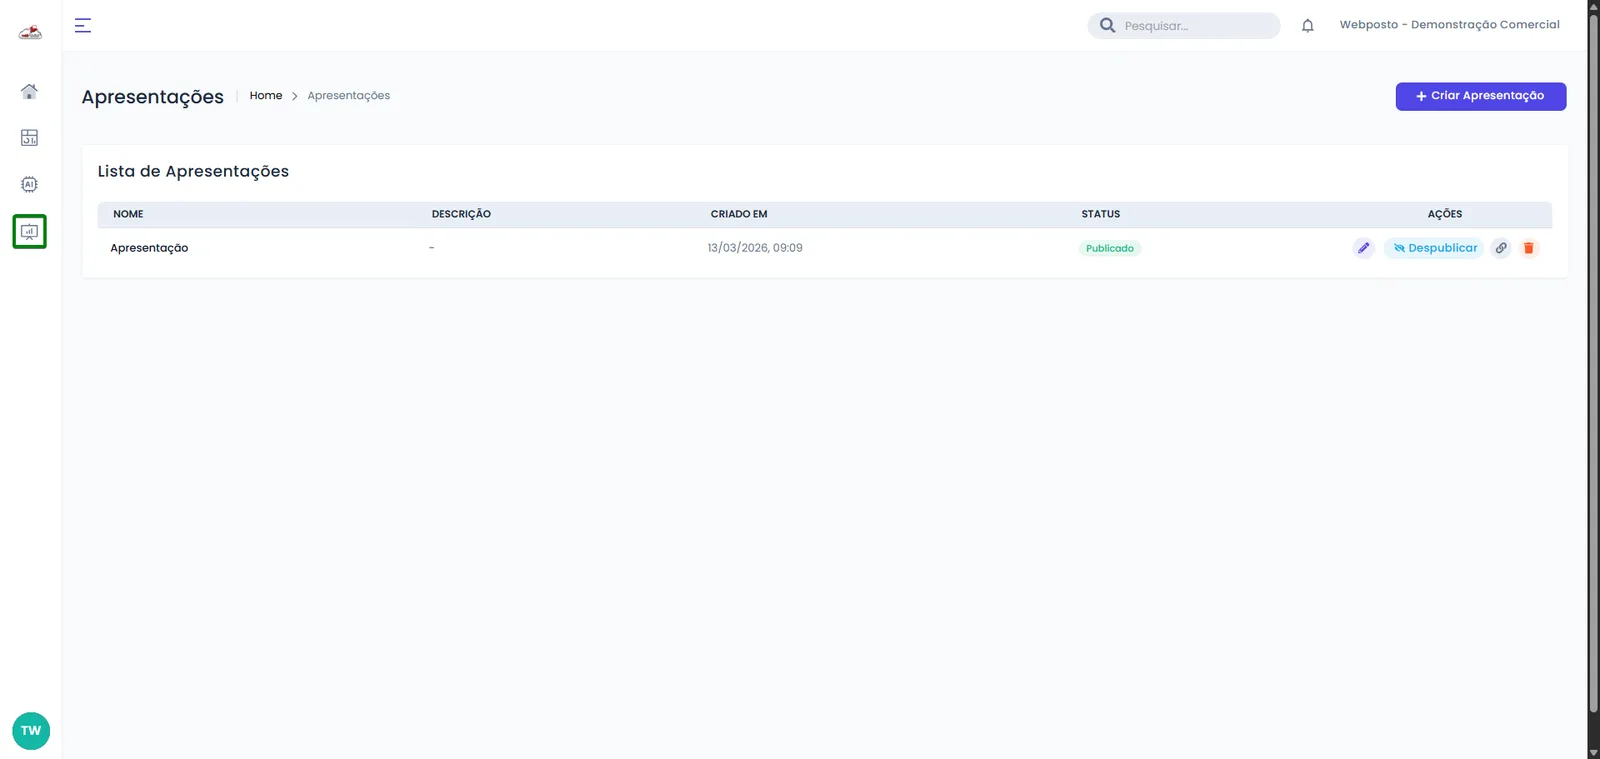 Pesquisar...
Webposto - Demonstração Comercial
Apresentações
Home > Apresentações
+ Criar Apresentação
Lista de Apresentações
NOME DESCRIÇÃO CRIADO EM STATUS AÇÕES
Apresentação - 13/03/2026, 09:09 Publicado Despublicar
AI
TW